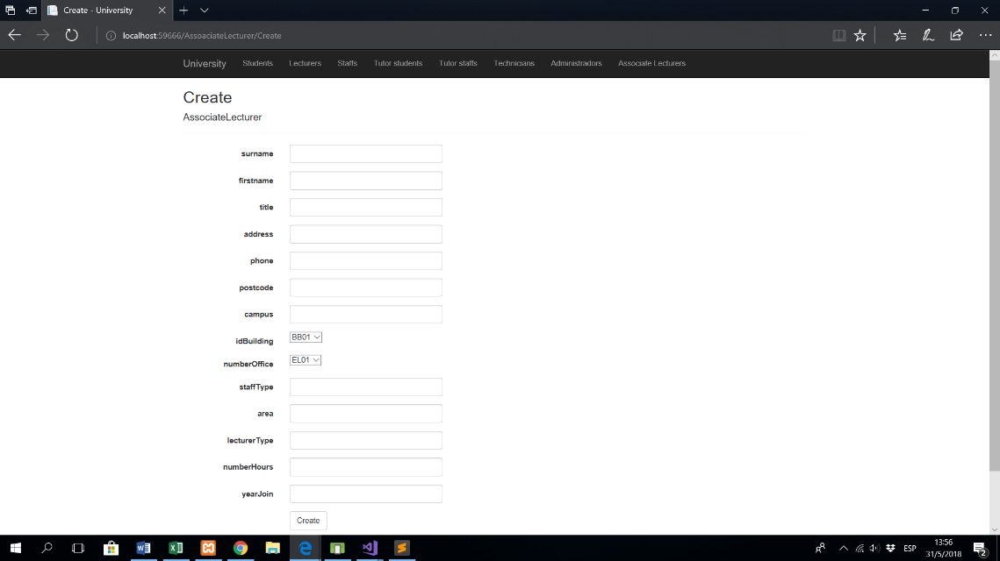 Create - University
localhost:59666/AssoaciateLecturer/Create
University Students Lecturers Staffs Tutor students Tutor staffs Technicians Administradors Associate Lecturers
Create
AssociateLecturer
surname
firstname
title
address
phone
postcode
campus
idBuilding BB01
numberOffice EL01
staffType
area
lecturerType
numberHours
yearJoin
Create
ESP
13:56
31/5/2018
2